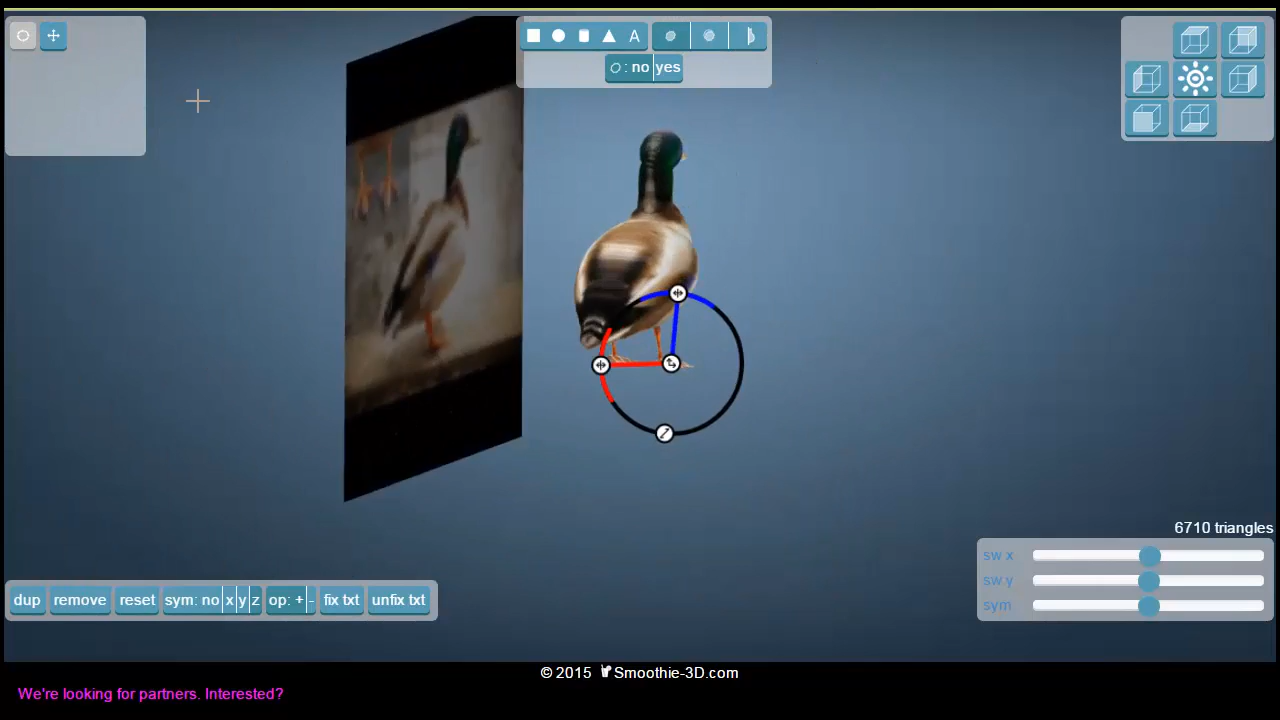 A
: no yes
6710 triangles
sw x
sw y
sym
dup remove reset sym: no x y z op: + - fix txt unfix txt
© 2015 Smoothie-3D.com
We're looking for partners. Interested?